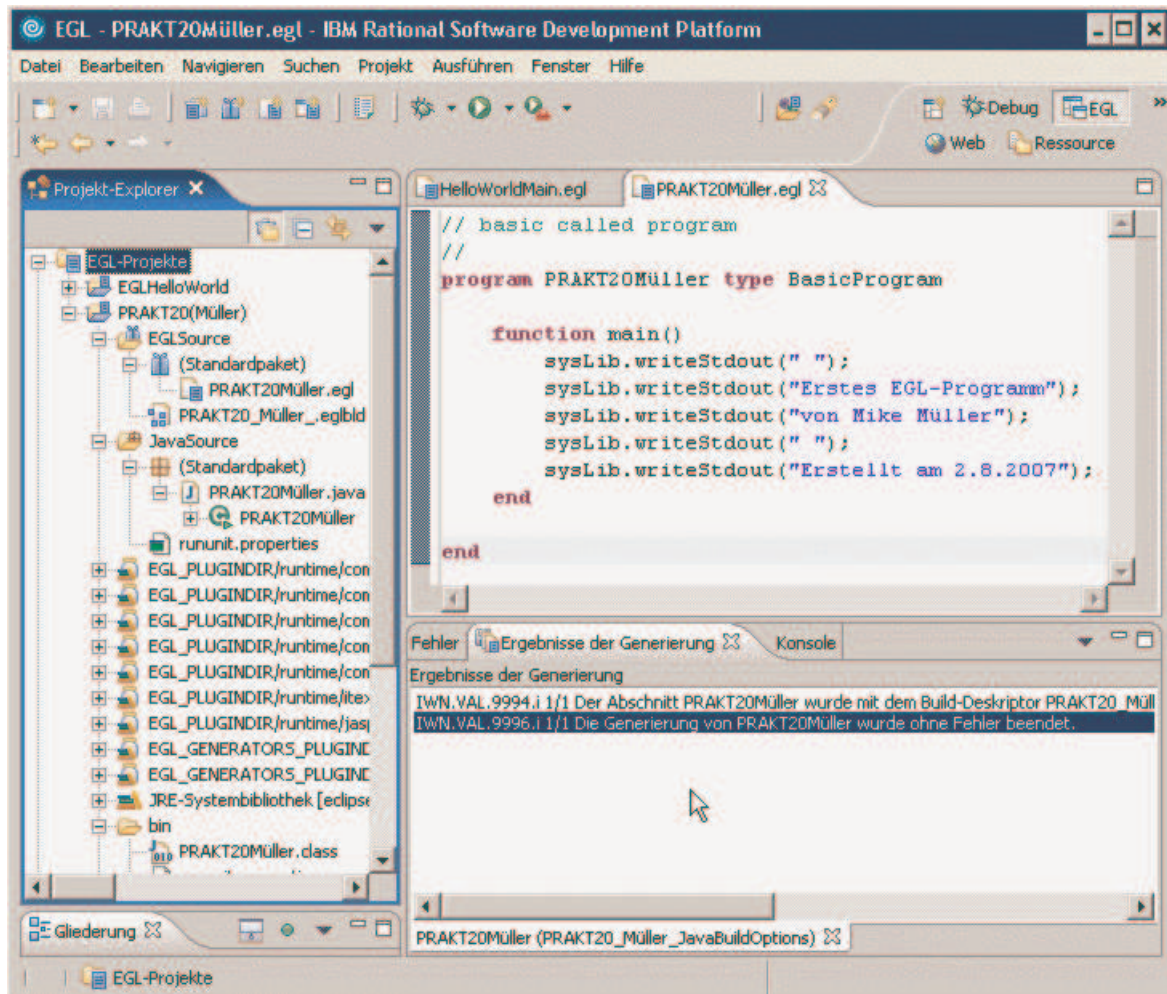 EGL - PRAKT20Müller.egl - IBM Rational Software Development Platform
Datei Bearbeiten Navigieren Suchen Projekt Ausführen Fenster Hilfe
Debug EGL »
Web Ressource
Projekt-Explorer
EGL-Projekte
EGLHelloWorld
PRAKT20(Müller)
EGLSource
(Standardpaket)
PRAKT20Müller.egl
PRAKT20_Müller_.eglbld
JavaSource
(Standardpaket)
PRAKT20Müller.java
PRAKT20Müller
rununit.properties
EGL_PLUGINDIR/runtime/con
EGL_PLUGINDIR/runtime/con
EGL_PLUGINDIR/runtime/con
EGL_PLUGINDIR/runtime/con
EGL_PLUGINDIR/runtime/con
EGL_PLUGINDIR/runtime/itex
EGL_PLUGINDIR/runtime/jasp
EGL_GENERATORS_PLUGIND
EGL_GENERATORS_PLUGIND
JRE-Systembibliothek [eclipse
bin
PRAKT20Müller.class
Gliederung
HelloWorldMain.egl PRAKT20Müller.egl
// basic called program
//
program PRAKT20Müller type BasicProgram
function main()
sysLib.writeStdout(" ");
sysLib.writeStdout("Erstes EGL-Programm");
sysLib.writeStdout("von Mike Müller");
sysLib.writeStdout(" ");
sysLib.writeStdout("Erstellt am 2.8.2007");
end
end
Fehler Ergebnisse der Generierung Konsole
Ergebnisse der Generierung
IWN.VAL.9994.i 1/1 Der Abschnitt PRAKT20Müller wurde mit dem Build-Deskriptor PRAKT20_Müll
IWN.VAL.9996.i 1/1 Die Generierung von PRAKT20Müller wurde ohne Fehler beendet.
PRAKT20Müller (PRAKT20_Müller_JavaBuildOptions)
EGL-Projekte